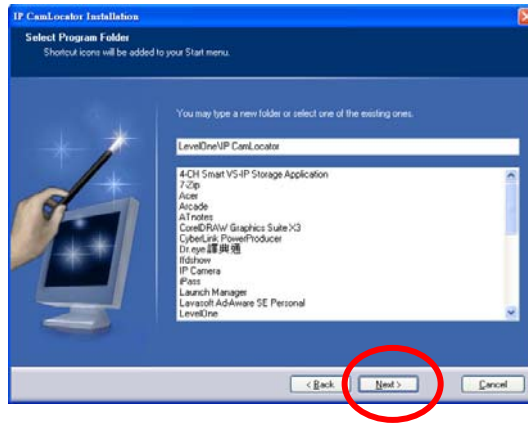 IP CamLocator Installation
Select Program Folder
Shortcut icons will be added to your Start menu.
You may type a new folder or select one of the existing ones.
LevelOne\IP CamLocator
4-CH Smart VS-IP Storage Application
7-Zip
Acer
Arcade
ATnotes
CorelDRAW Graphics Suite X3
CyberLink PowerProducer
Dr.eye 譯典通
ffdshow
IP Camera
iPass
Launch Manager
Lavasoft Ad-Aware SE Personal
LevelOne
< Back
Next >
Cancel